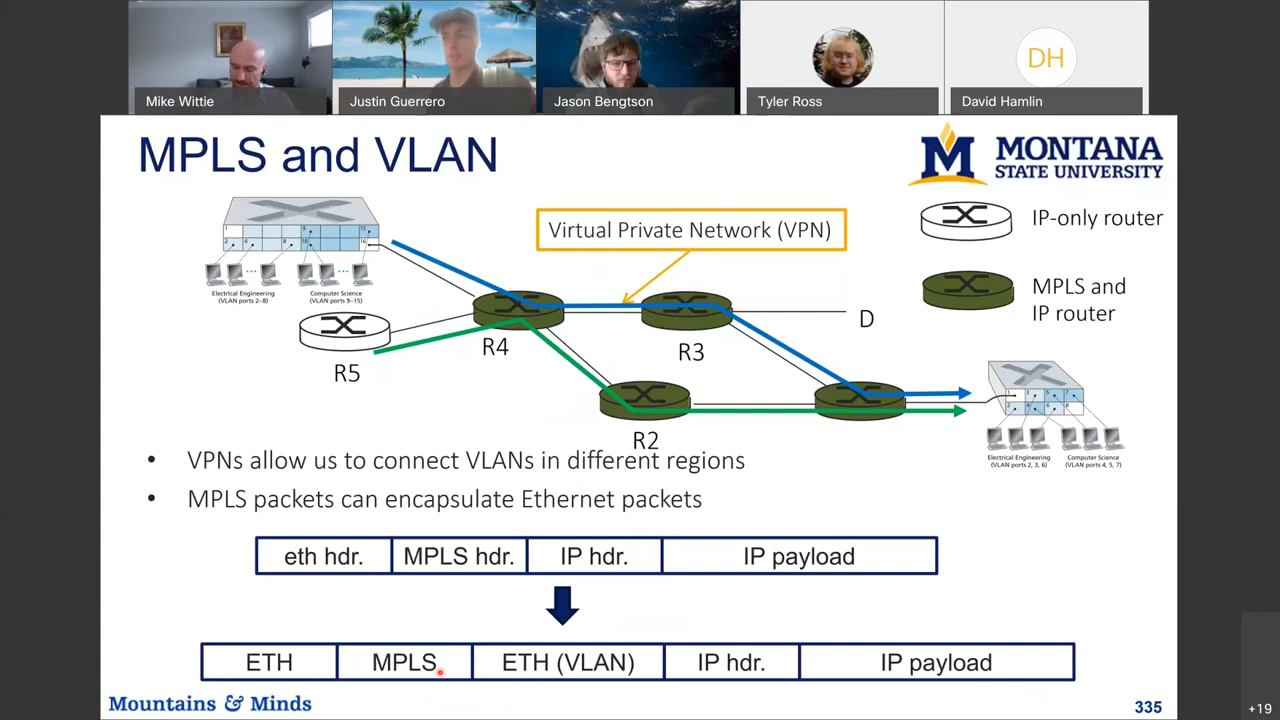 Mike Wittie
Justin Guerrero
Jason Bengtson
Tyler Ross
DH
David Hamlin
MPLS and VLAN
M MONTANA
STATE UNIVERSITY
Virtual Private Network (VPN)
IP-only router
MPLS and
IP router
Electrical Engineering
(VLAN ports 2-8)
Computer Science
(VLAN ports 9-15)
R5
R4
R3
D
R2
Electrical Engineering
(VLAN ports 2, 3, 6)
Computer Science
(VLAN ports 4, 5, 7)
• VPNs allow us to connect VLANs in different regions
• MPLS packets can encapsulate Ethernet packets
eth hdr. MPLS hdr. IP hdr. IP payload
ETH MPLS ETH (VLAN) IP hdr. IP payload
Mountains & Minds
335
+19